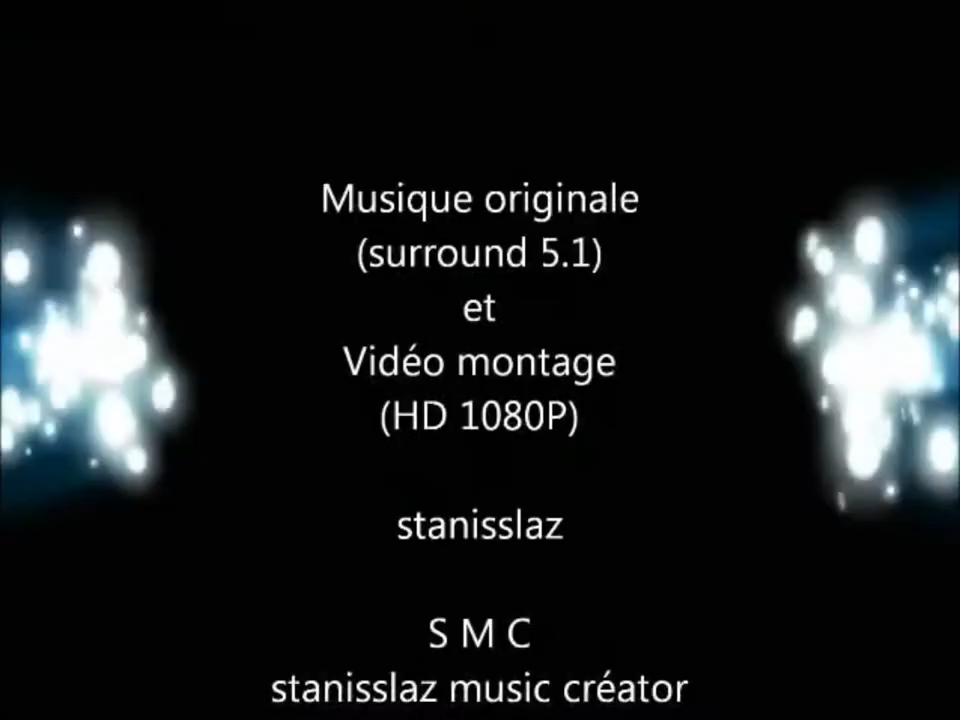 Musique originale
(surround 5.1)
et
Vidéo montage
(HD 1080P)
stanisslaz
S M C
stanisslaz music créator